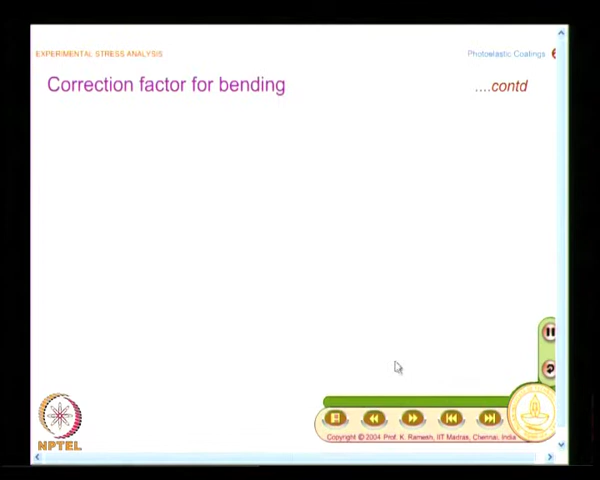 EXPERIMENTAL STRESS ANALYSIS
Photoelastic Coatings
Correction factor for bending
....contd
NPTEL
Copyright © 2004 Prof. K. Ramesh, IIT Madras, Chennai, India